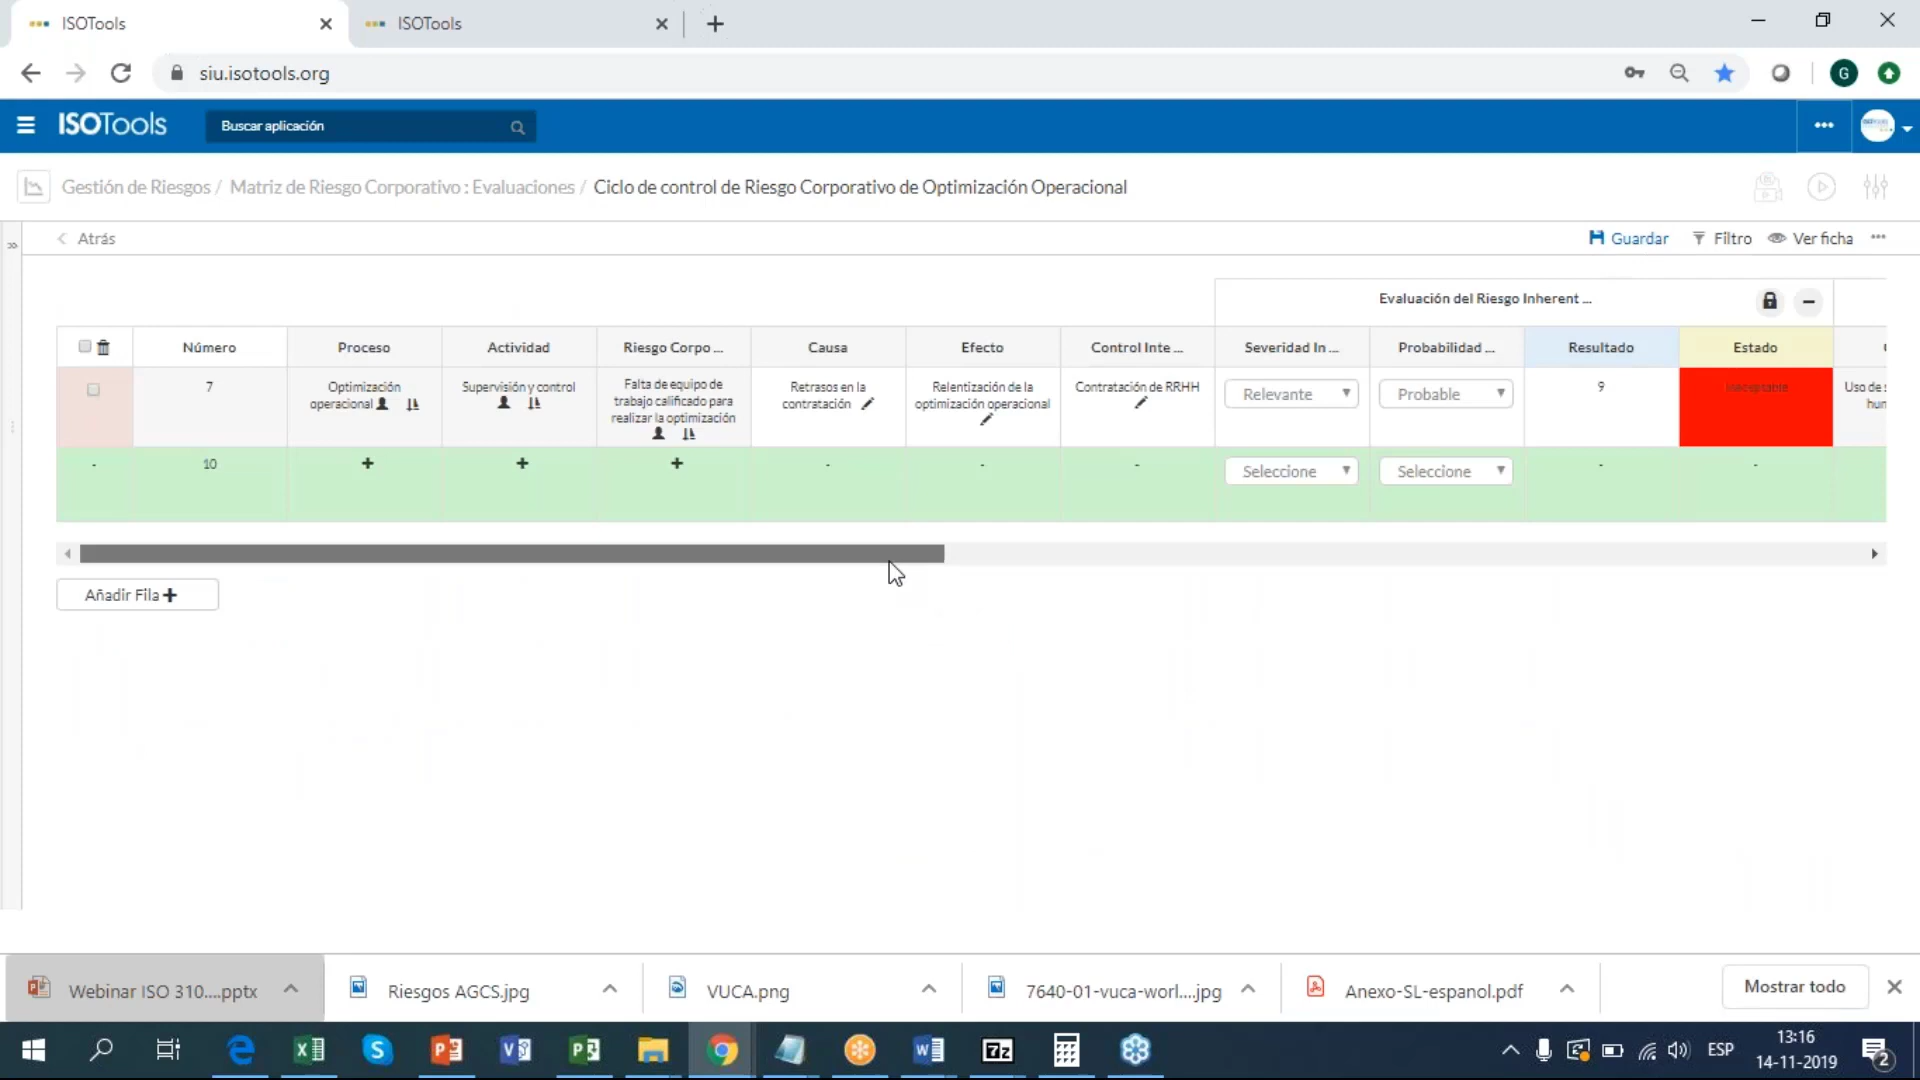 ISOTools
ISOTools
siu.isotools.org
G
ISOTools
Buscar aplicación
Gestión de Riesgos / Matriz de Riesgo Corporativo : Evaluaciones / Ciclo de control de Riesgo Corporativo de Optimización Operacional
Atrás
Guardar
Filtro
Ver ficha
Evaluación del Riesgo Inherent ...
Número
Proceso
Actividad
Riesgo Corpo ...
Causa
Efecto
Control Inte ...
Severidad In ...
Probabilidad ...
Resultado
Estado
7
Optimización
operacional
Supervisión y control
Falta de equipo de
trabajo calificado para
realizar la optimización
Retrasos en la
contratación
Relentización de la
optimización operacional
Contratación de RRHH
Relevante
Probable
9
Inaceptable
Uso de
-
10
-
-
-
Seleccione
Seleccione
-
-
Añadir Fila
Webinar ISO 310....pptx
Riesgos AGCS.jpg
VUCA.png
7640-01-vuca-worl....jpg
Anexo-SL-espanol.pdf
Mostrar todo
ESP
13:16
14-11-2019
2